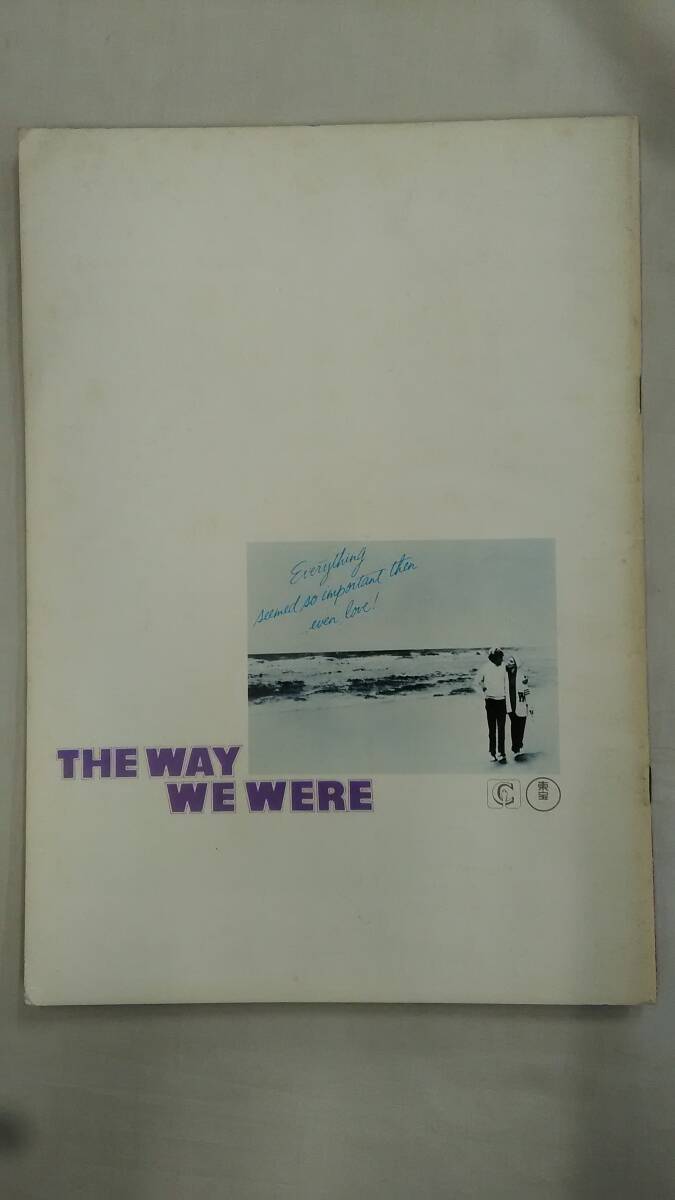 Everything
seemed so important then
even love!
THE WAY
WE WERE
東宝